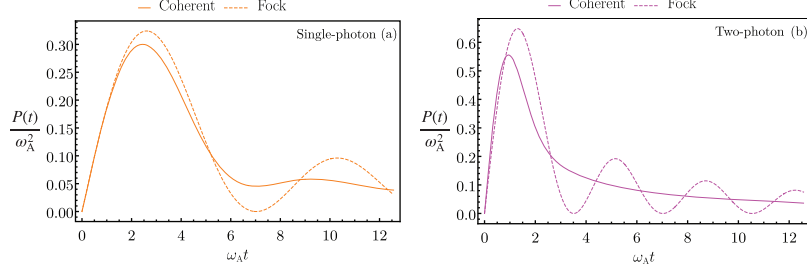 Coherent Fock
Single-photon (a)
P(t)
ω_A^2
0.30
0.25
0.20
0.15
0.10
0.05
0.00
0 2 4 6 8 10 12
ω_A t
Coherent Fock
Two-photon (b)
P(t)
ω_A^2
0.6
0.5
0.4
0.3
0.2
0.1
0.0
0 2 4 6 8 10 12
ω_A t